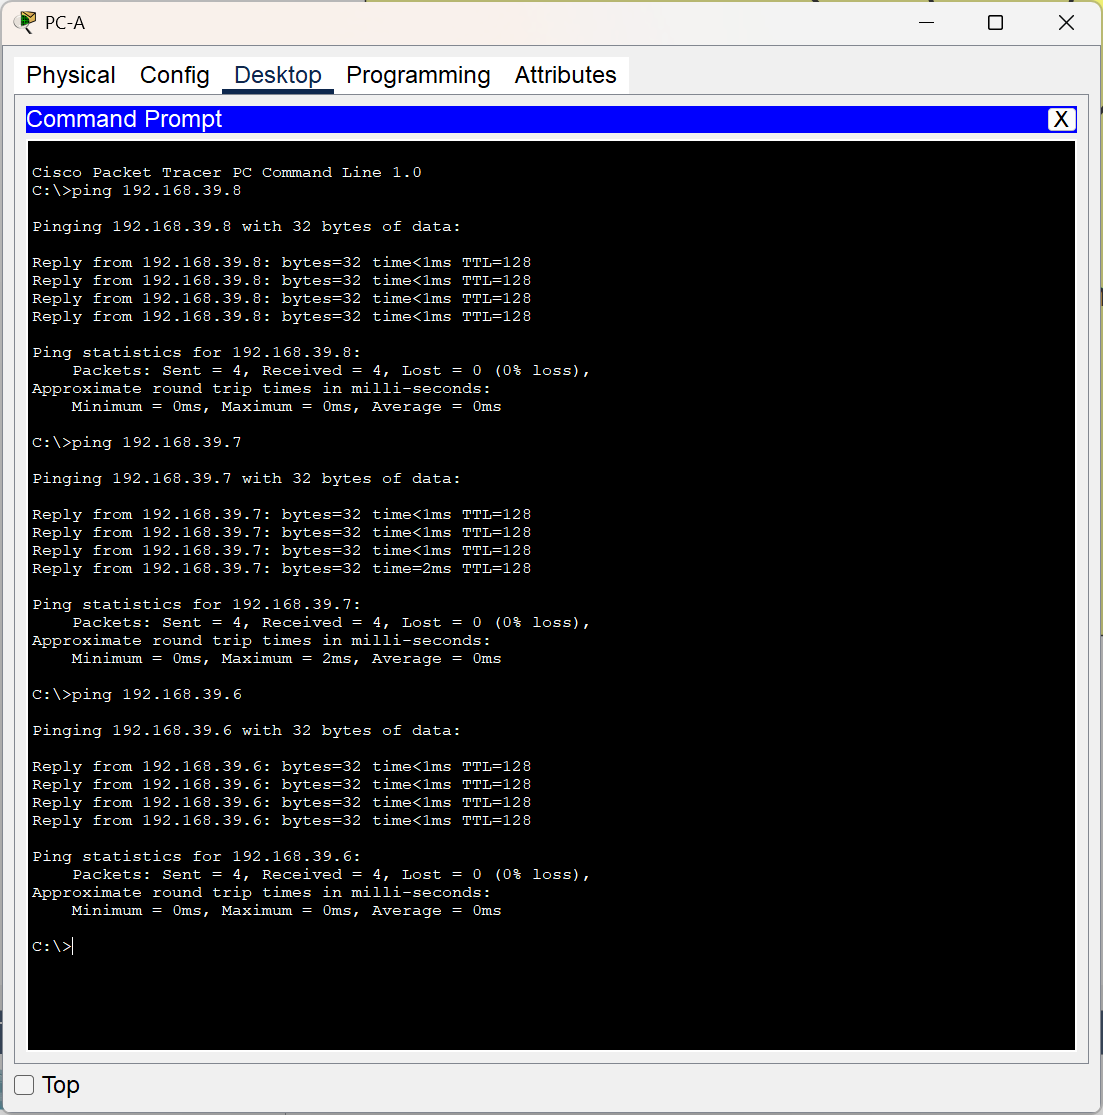 PC-A
Physical Config Desktop Programming Attributes
Command Prompt X
Cisco Packet Tracer PC Command Line 1.0
C:\>ping 192.168.39.8
Pinging 192.168.39.8 with 32 bytes of data:
Reply from 192.168.39.8: bytes=32 time<1ms TTL=128
Reply from 192.168.39.8: bytes=32 time<1ms TTL=128
Reply from 192.168.39.8: bytes=32 time<1ms TTL=128
Reply from 192.168.39.8: bytes=32 time<1ms TTL=128
Ping statistics for 192.168.39.8:
Packets: Sent = 4, Received = 4, Lost = 0 (0% loss),
Approximate round trip times in milli-seconds:
Minimum = 0ms, Maximum = 0ms, Average = 0ms
C:\>ping 192.168.39.7
Pinging 192.168.39.7 with 32 bytes of data:
Reply from 192.168.39.7: bytes=32 time<1ms TTL=128
Reply from 192.168.39.7: bytes=32 time<1ms TTL=128
Reply from 192.168.39.7: bytes=32 time<1ms TTL=128
Reply from 192.168.39.7: bytes=32 time=2ms TTL=128
Ping statistics for 192.168.39.7:
Packets: Sent = 4, Received = 4, Lost = 0 (0% loss),
Approximate round trip times in milli-seconds:
Minimum = 0ms, Maximum = 2ms, Average = 0ms
C:\>ping 192.168.39.6
Pinging 192.168.39.6 with 32 bytes of data:
Reply from 192.168.39.6: bytes=32 time<1ms TTL=128
Reply from 192.168.39.6: bytes=32 time<1ms TTL=128
Reply from 192.168.39.6: bytes=32 time<1ms TTL=128
Reply from 192.168.39.6: bytes=32 time<1ms TTL=128
Ping statistics for 192.168.39.6:
Packets: Sent = 4, Received = 4, Lost = 0 (0% loss),
Approximate round trip times in milli-seconds:
Minimum = 0ms, Maximum = 0ms, Average = 0ms
C:\>
Top